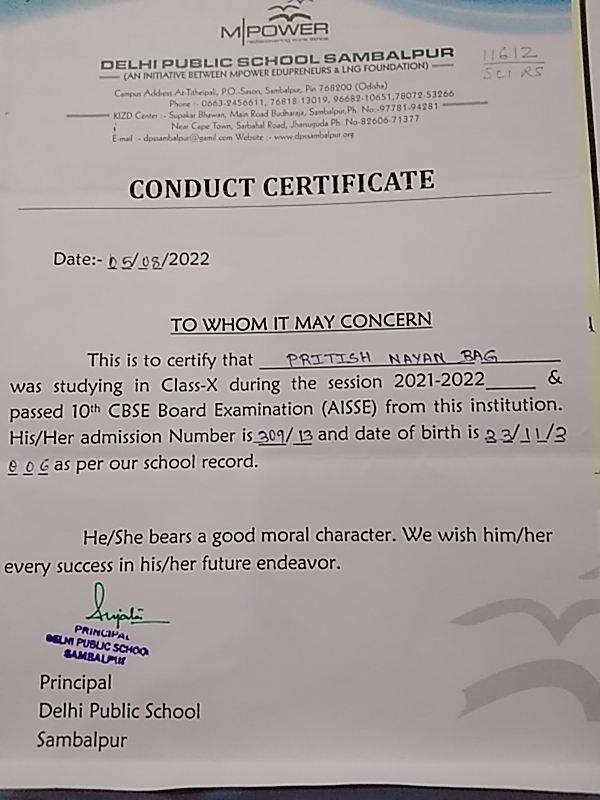 M|POWER
DELHI PUBLIC SCHOOL SAMBALPUR
(AN INITIATIVE BETWEEN MPOWER EDUPRENEURS & LNG FOUNDATION)
11612
SCI RS
Campus Address At-Titheipali, P.O.-Sason, Sambalpur, Pin 768200 (Odisha)
Phone :- 0663-2456611, 76818-13019, 96682-10651, 78072-53266
KIZD Center :- Supakar Bhawan, Main Road Budharaja, Sambalpur,Ph. No:-97781-94281
Near Cape Town, Sarbahal Road, Jharsuguda Ph. No-82606-71377
E-mail :- dpssambalpur@gamil.com Website :- www.dpssambalpur.org
CONDUCT CERTIFICATE
Date:- 05/08/2022
TO WHOM IT MAY CONCERN
This is to certify that PRITISH NAYAN BAG
was studying in Class-X during the session 2021-2022_____ &
passed 10th CBSE Board Examination (AISSE) from this institution.
His/Her admission Number is 309/13 and date of birth is 23/11/2
006 as per our school record.
He/She bears a good moral character. We wish him/her
every success in his/her future endeavor.
Sujata
PRINCIPAL
DELHI PUBLIC SCHOOL
SAMBALPUR
Principal
Delhi Public School
Sambalpur